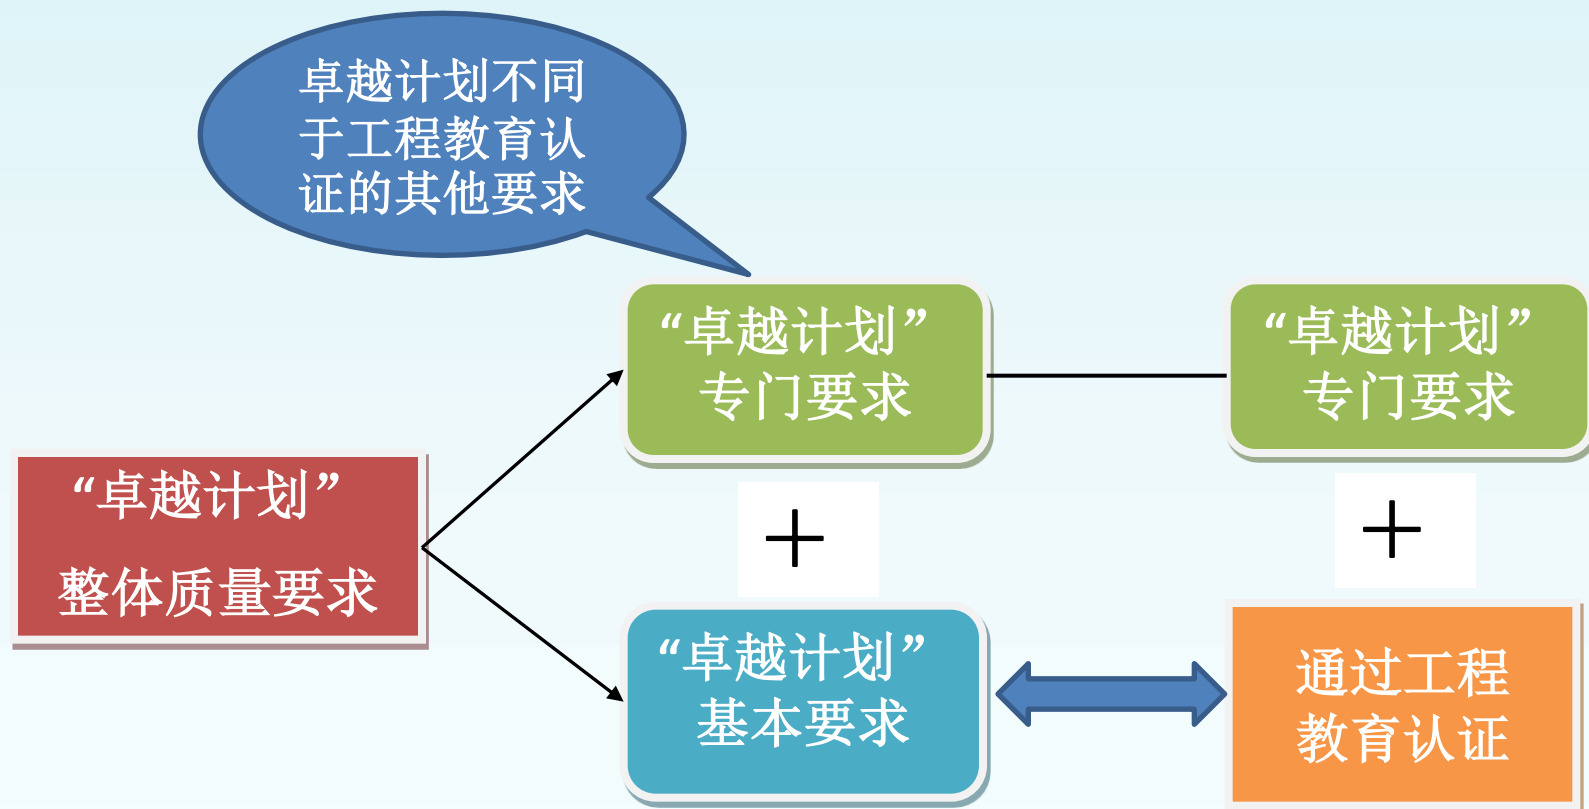 卓越计划不同
于工程教育认
证的其他要求
“卓越计划”
专门要求
“卓越计划”
专门要求
“卓越计划”
整体质量要求
+
+
“卓越计划”
基本要求
通过工程
教育认证